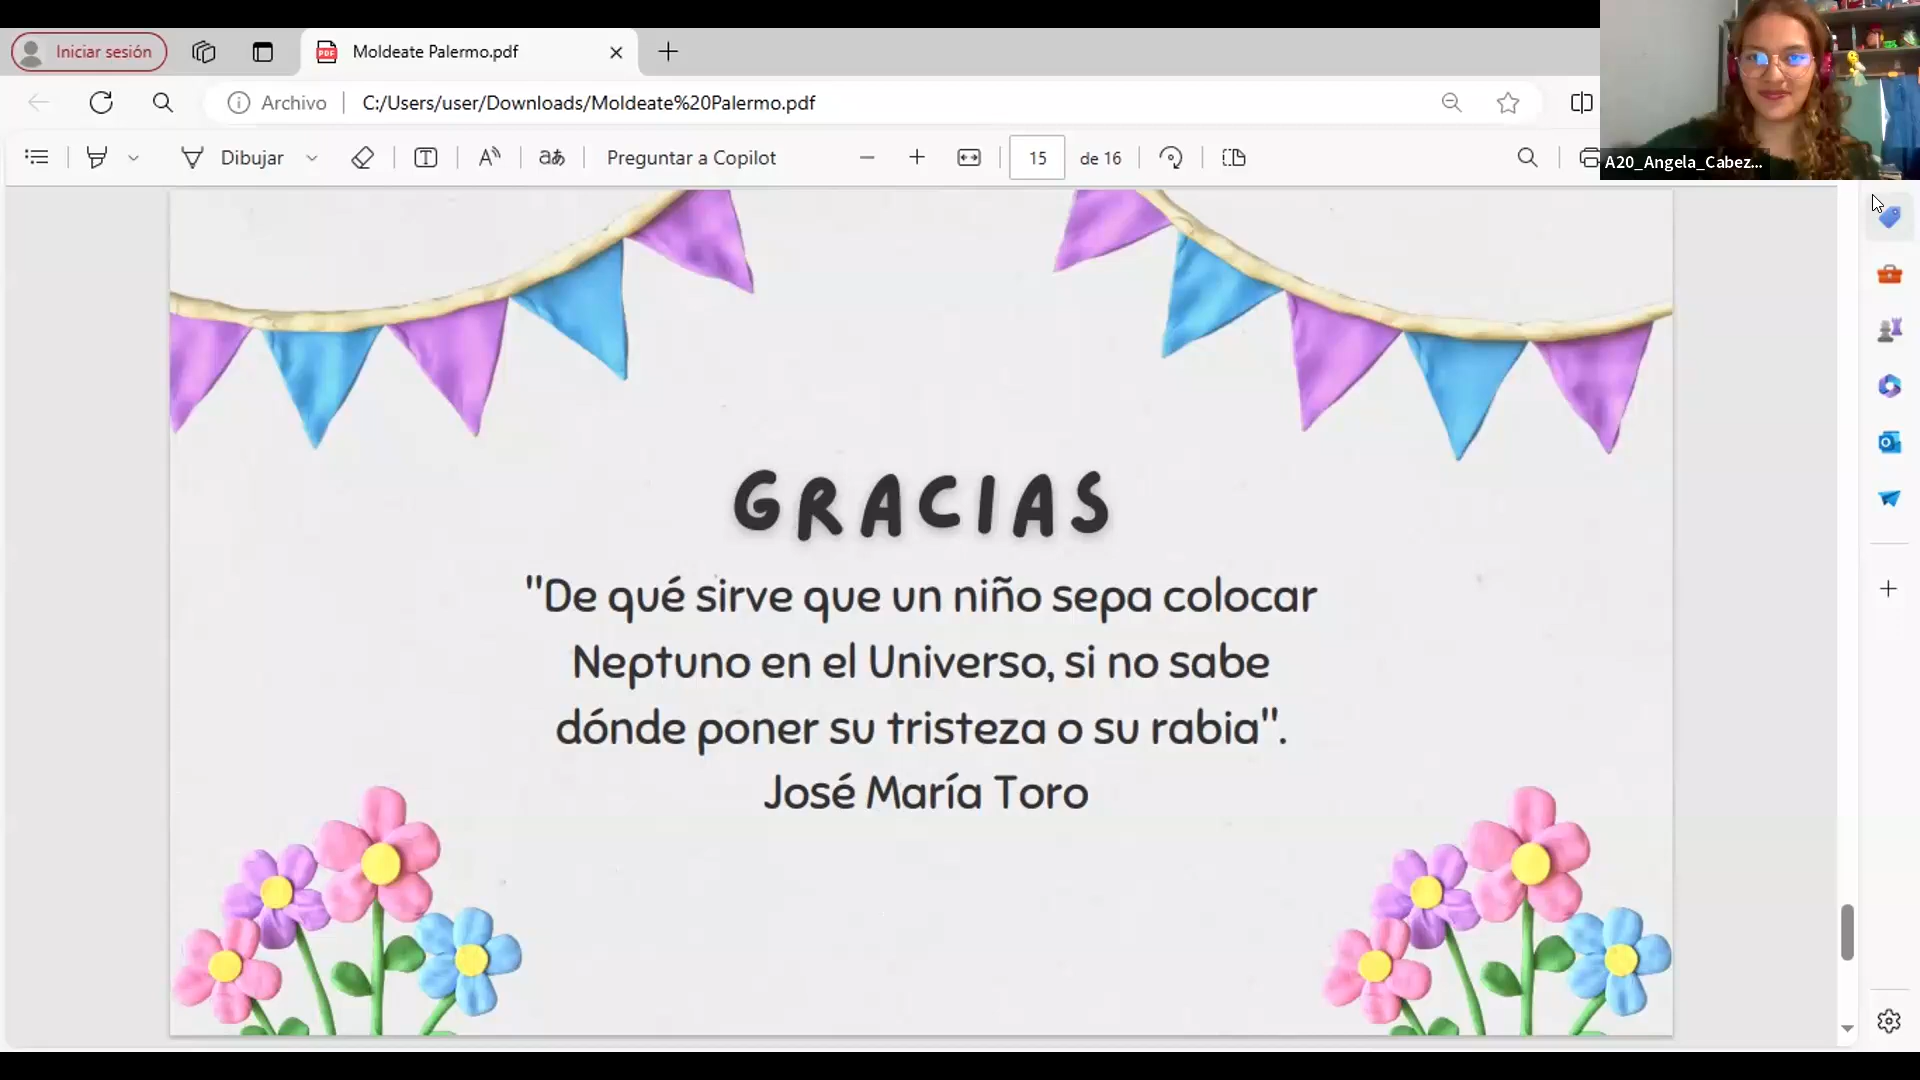 Iniciar sesión
Moldeate Palermo.pdf
Archivo
C:/Users/user/Downloads/Moldeate%20Palermo.pdf
Dibujar
Preguntar a Copilot
15 de 16
A20_Angela_Cabez...
GRACIAS
"De qué sirve que un niño sepa colocar
Neptuno en el Universo, si no sabe
dónde poner su tristeza o su rabia".
José María Toro